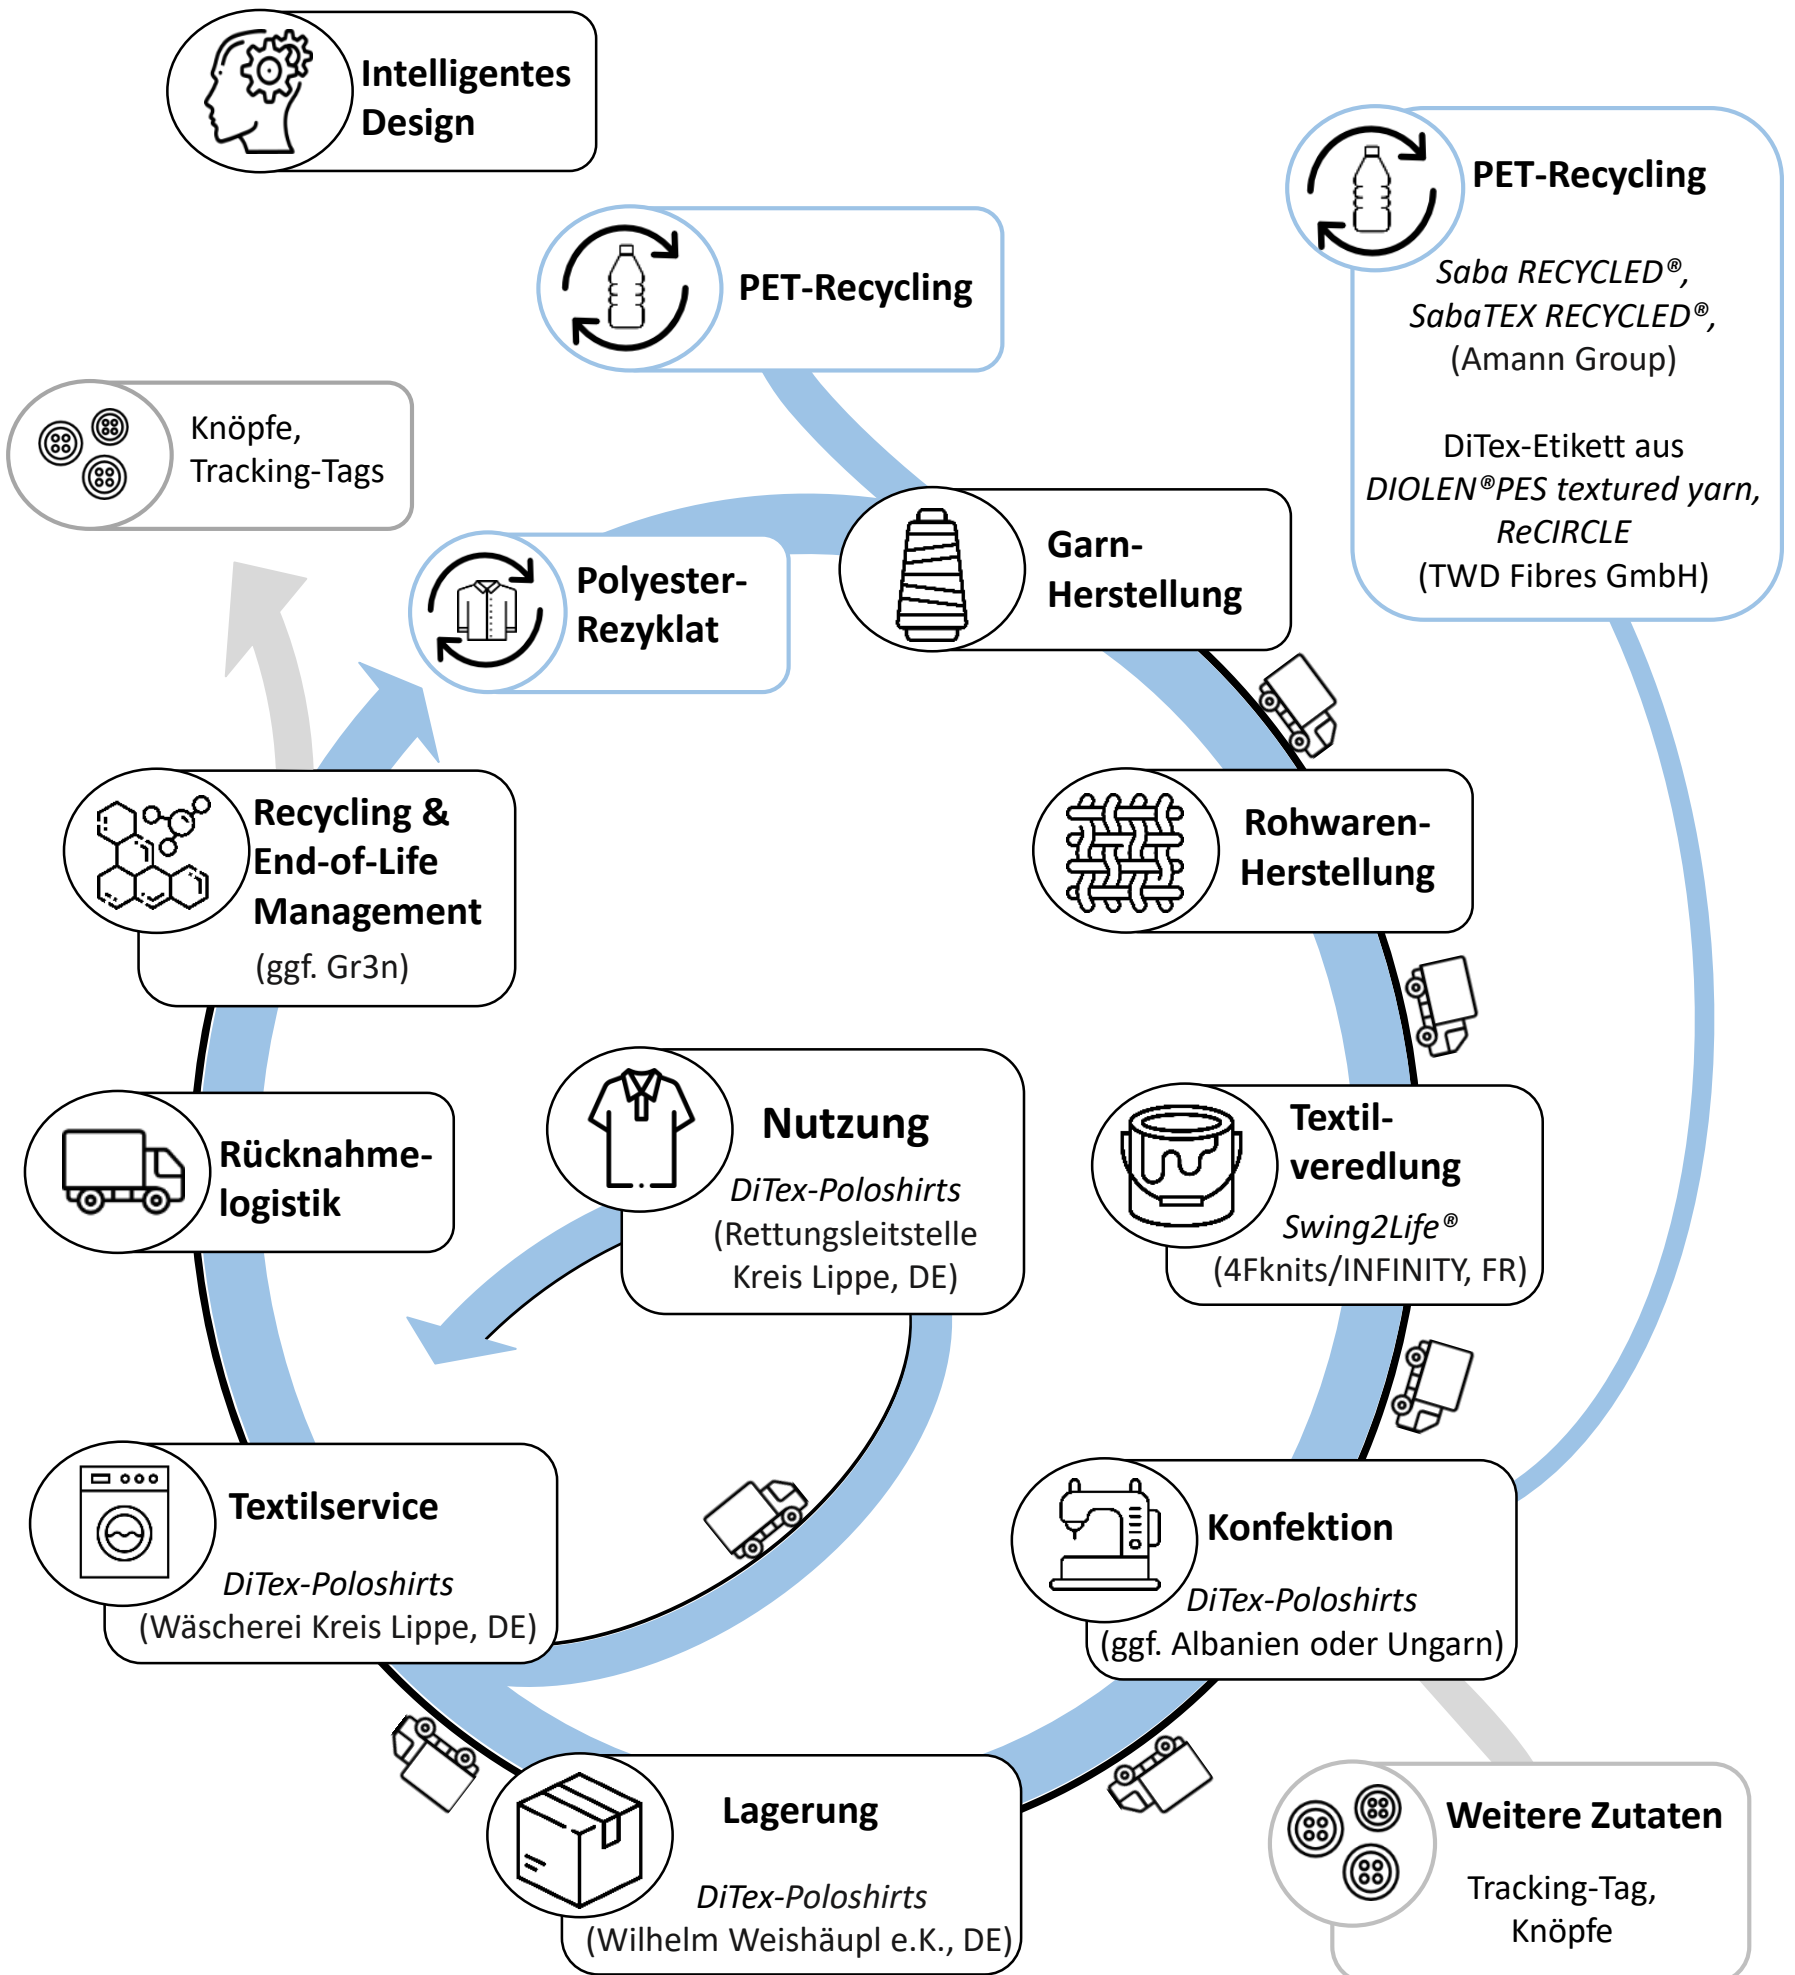 Intelligentes
Design
PET-Recycling
Saba RECYCLED®,
SabaTEX RECYCLED®,
(Amann Group)
DiTex-Etikett aus
DIOLEN®PES textured yarn,
ReCIRCLE
(TWD Fibres GmbH)
PET-Recycling
Knöpfe,
Tracking-Tags
Polyester-
Rezyklat
Garn-
Herstellung
Recycling &
End-of-Life
Management
(ggf. Gr3n)
Rohwaren-
Herstellung
Rücknahme-
logistik
Nutzung
DiTex-Poloshirts
(Rettungsleitstelle
Kreis Lippe, DE)
Textil-
veredlung
Swing2Life®
(4Fknits/INFINITY, FR)
Textilservice
DiTex-Poloshirts
(Wäscherei Kreis Lippe, DE)
Konfektion
DiTex-Poloshirts
(ggf. Albanien oder Ungarn)
Lagerung
DiTex-Poloshirts
(Wilhelm Weishäupl e.K., DE)
Weitere Zutaten
Tracking-Tag,
Knöpfe